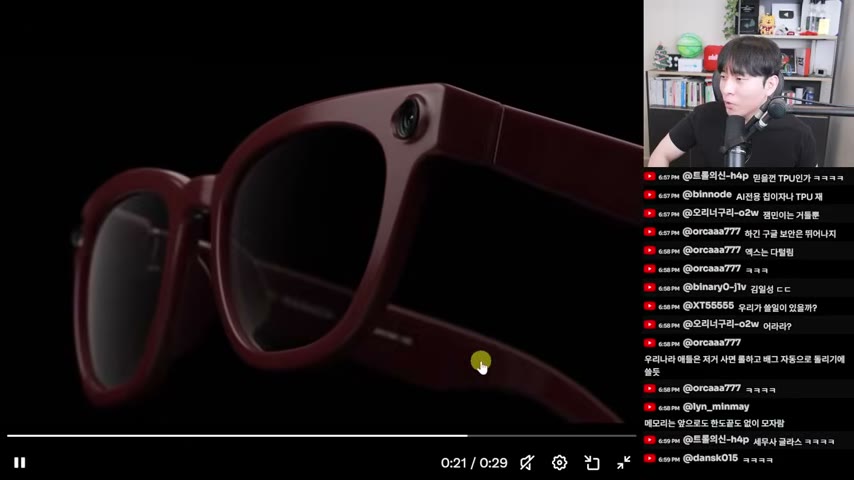 6:57 PM @트롤의신-h4p 믿을껀 TPU인가 ㅋㅋㅋㅋ
6:57 PM @binnode AI전용 칩이자나 TPU 재
6:57 PM @오리너구리-o2w 잼민이는 거들뿐
6:57 PM @orcaaa777 하긴 구글 보안은 뛰어나지
6:58 PM @orcaaa777 엑스는 다털림
6:58 PM @orcaaa777 ㅋㅋㅋ
6:58 PM @binary0-j1v 김일성 ㄷㄷ
6:58 PM @XT55555 우리가 쓸일이 있을까?
6:58 PM @오리너구리-o2w 어라라?
6:58 PM @orcaaa777
우리나라 애들은 저거 사면 롤하고 배그 자동으로 돌리기에
쓸듯
6:58 PM @orcaaa777 ㅋㅋㅋㅋ
6:58 PM @lyn_minmay
메모리는 앞으로도 한도끝도 없이 모자람
6:59 PM @트롤의신-h4p 세무사 글라스 ㅋㅋㅋㅋ
6:59 PM @dansk015 ㅋㅋㅋㅋ
0:21 / 0:29